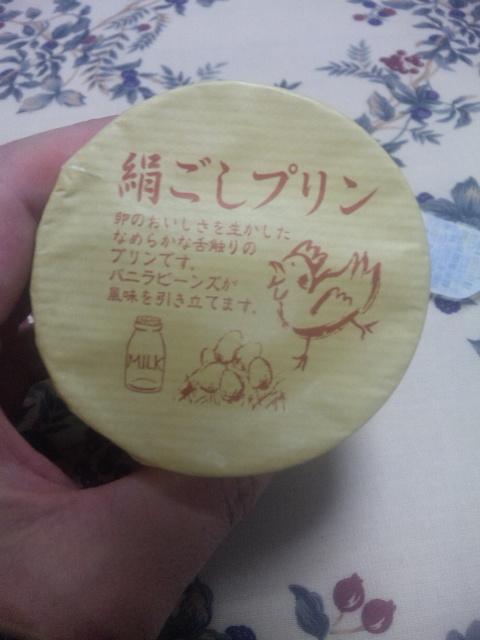 絹ごしプリン
卵のおいしさを生かした
なめらかな舌触りの
プリンです。
バニラビーンズが
風味を引き立てます。
MILK